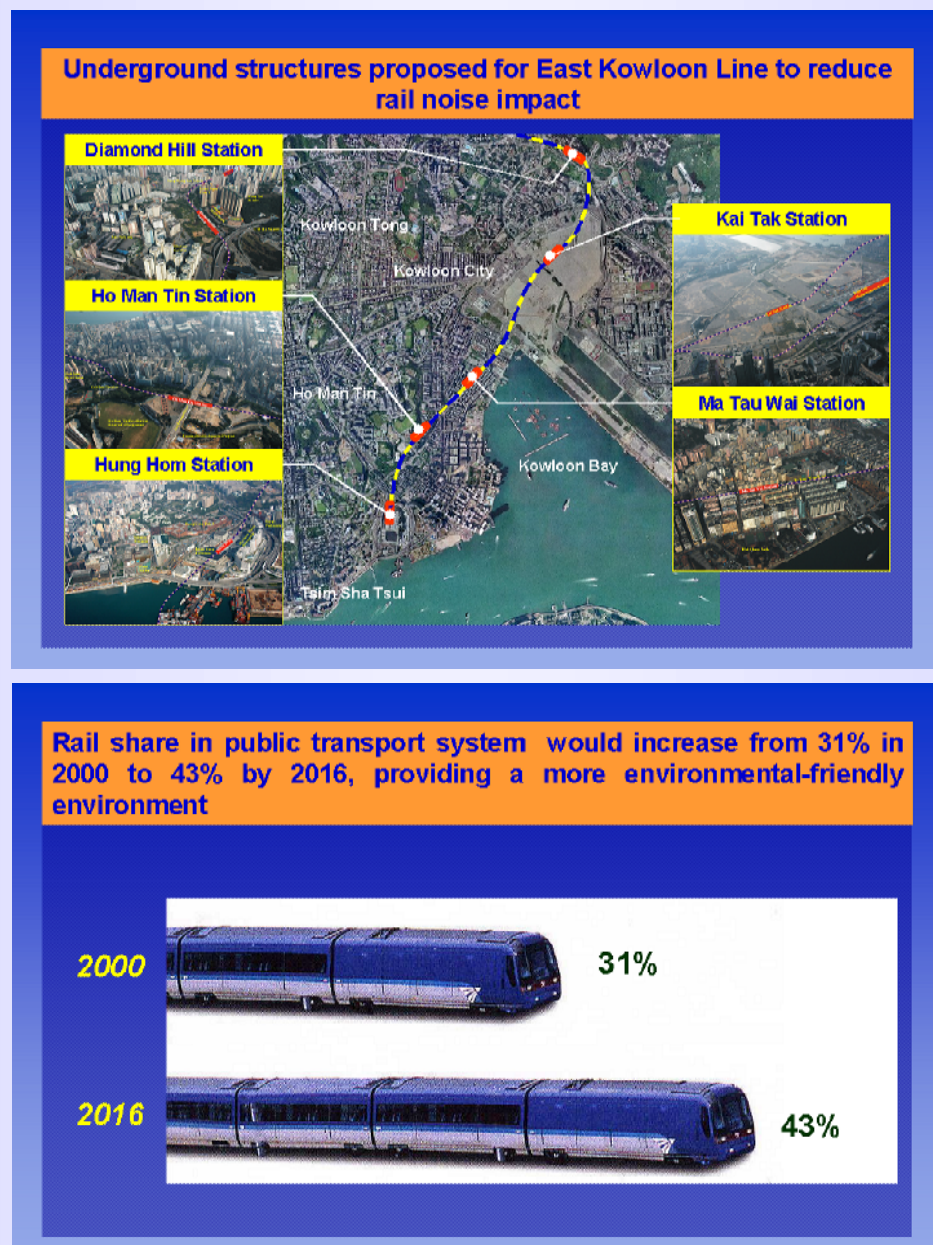 Underground structures proposed for East Kowloon Line to reduce
rail noise impact
Diamond Hill Station
Kowloon Tong
Kai Tak Station
Kowloon City
Ho Man Tin Station
Ho Man Tin
Ma Tau Wai Station
Hung Hom Station
Kowloon Bay
Tsim Sha Tsui
Rail share in public transport system would increase from 31% in
2000 to 43% by 2016, providing a more environmental-friendly
environment
2000
31%
2016
43%